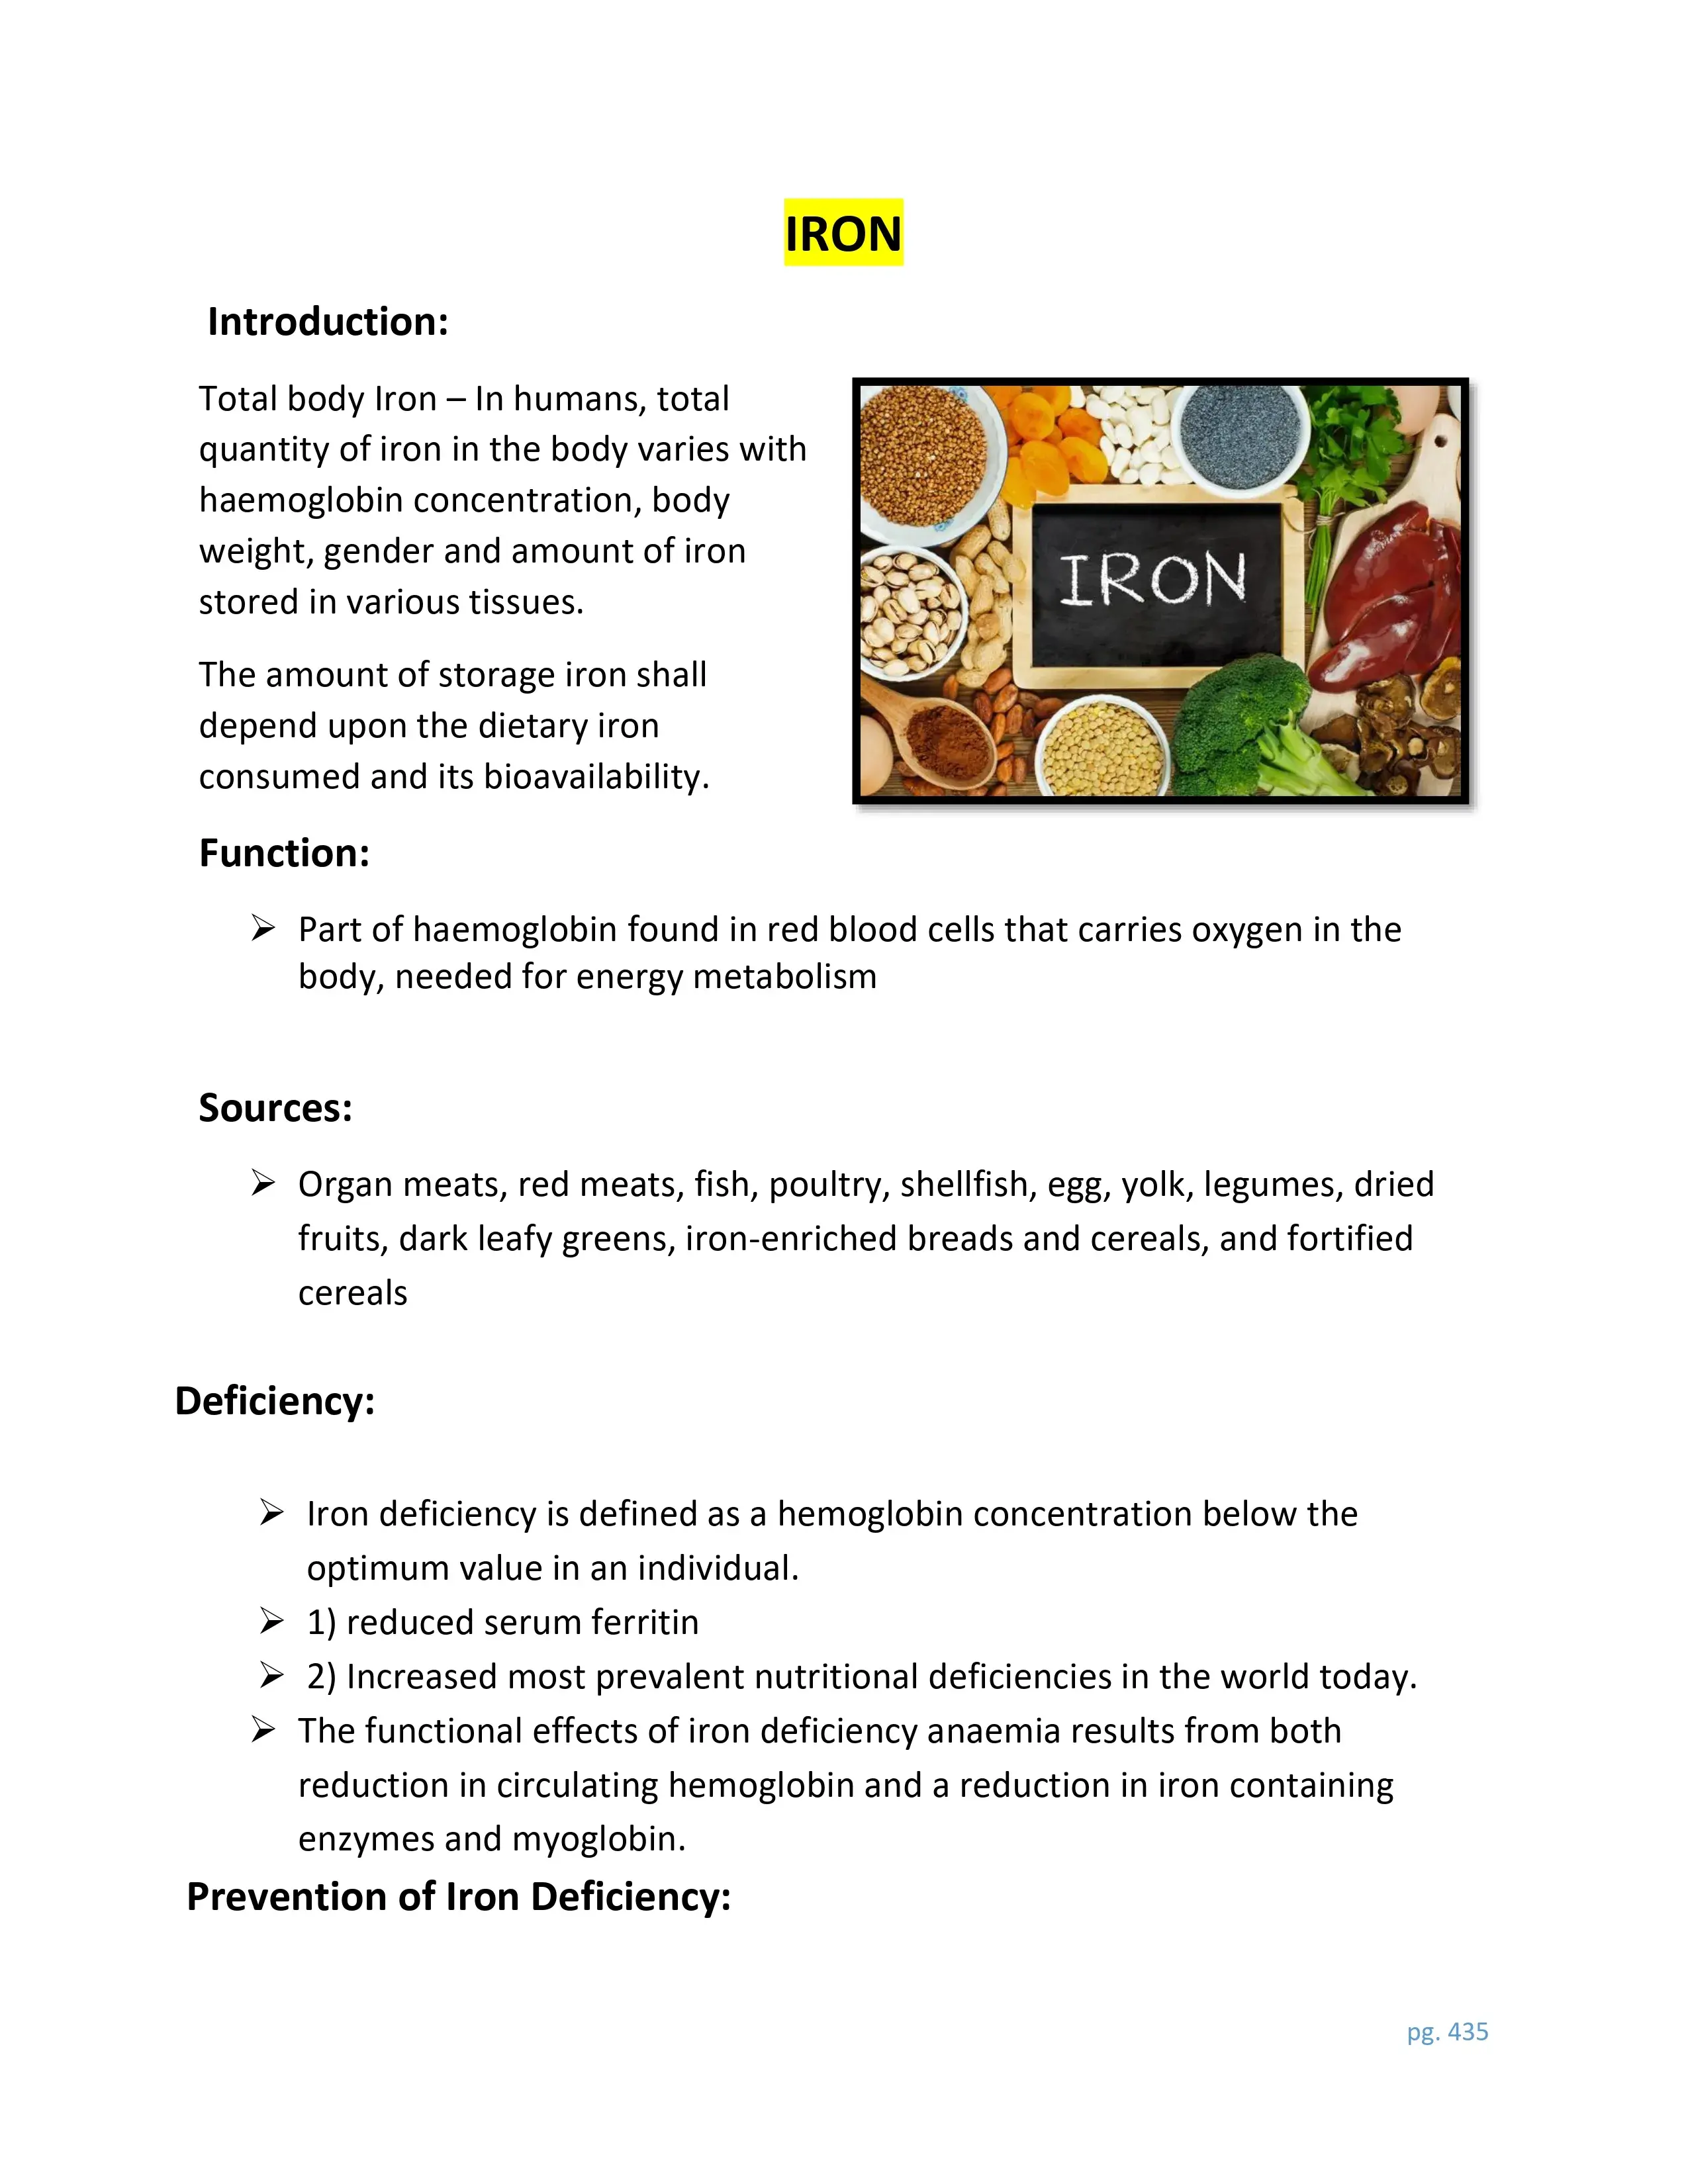 IRON
Introduction:
Total body Iron – In humans, total
quantity of iron in the body varies with
haemoglobin concentration, body
weight, gender and amount of iron
stored in various tissues.
The amount of storage iron shall
depend upon the dietary iron
consumed and its bioavailability.
IRON
Function:
➢ Part of haemoglobin found in red blood cells that carries oxygen in the
body, needed for energy metabolism
Sources:
➢ Organ meats, red meats, fish, poultry, shellfish, egg, yolk, legumes, dried
fruits, dark leafy greens, iron-enriched breads and cereals, and fortified
cereals
Deficiency:
➢ Iron deficiency is defined as a hemoglobin concentration below the
optimum value in an individual.
➢ 1) reduced serum ferritin
➢ 2) Increased most prevalent nutritional deficiencies in the world today.
➢ The functional effects of iron deficiency anaemia results from both
reduction in circulating hemoglobin and a reduction in iron containing
enzymes and myoglobin.
Prevention of Iron Deficiency:
pg. 435